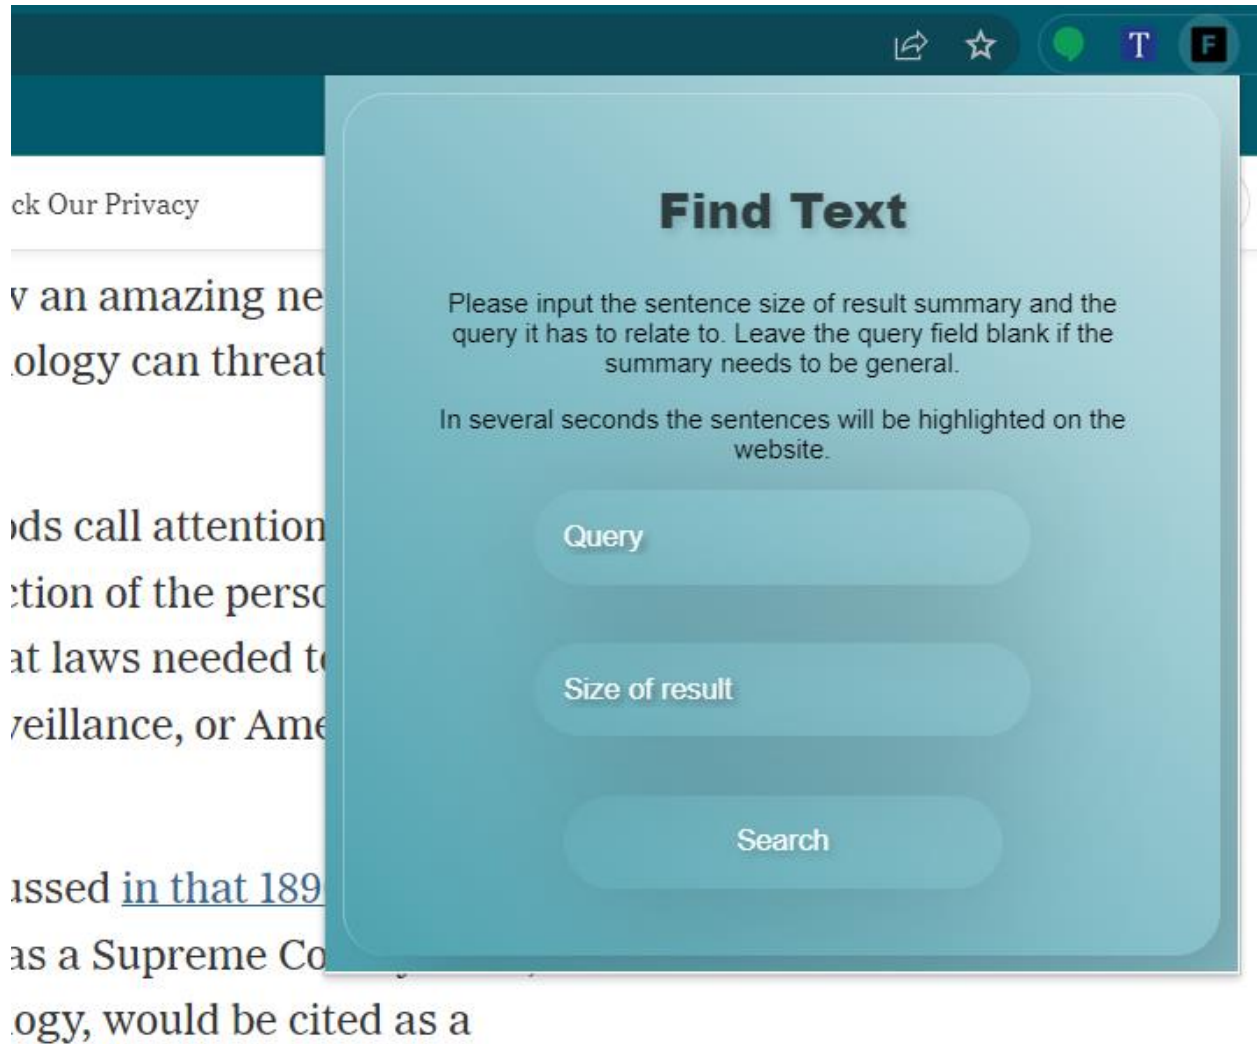 T
F
ck Our Privacy
Find Text
Please input the sentence size of result summary and the
query it has to relate to. Leave the query field blank if the
summary needs to be general.
In several seconds the sentences will be highlighted on the
website.
Query
Size of result
Search
an amazing ne
ology can threat
call attention
ction of the perso
at laws needed to
veillance, or Ame
ussed in that 189
as a Supreme Co
ogy, would be cited as a